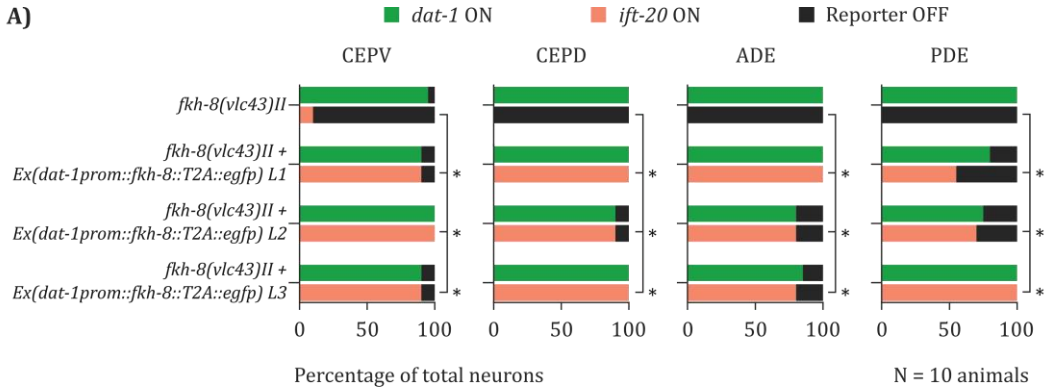 A)
dat-1 ON ift-20 ON Reporter OFF
CEPV CEPD ADE PDE
fkh-8(vlc43)II
fkh-8(vlc43)II +
Ex(dat-1prom::fkh-8::T2A::egfp) L1
* * * *
fkh-8(vlc43)II +
Ex(dat-1prom::fkh-8::T2A::egfp) L2
* * * *
fkh-8(vlc43)II +
Ex(dat-1prom::fkh-8::T2A::egfp) L3
* * * *
0 50 100 0 50 100 0 50 100 0 50 100
Percentage of total neurons N = 10 animals